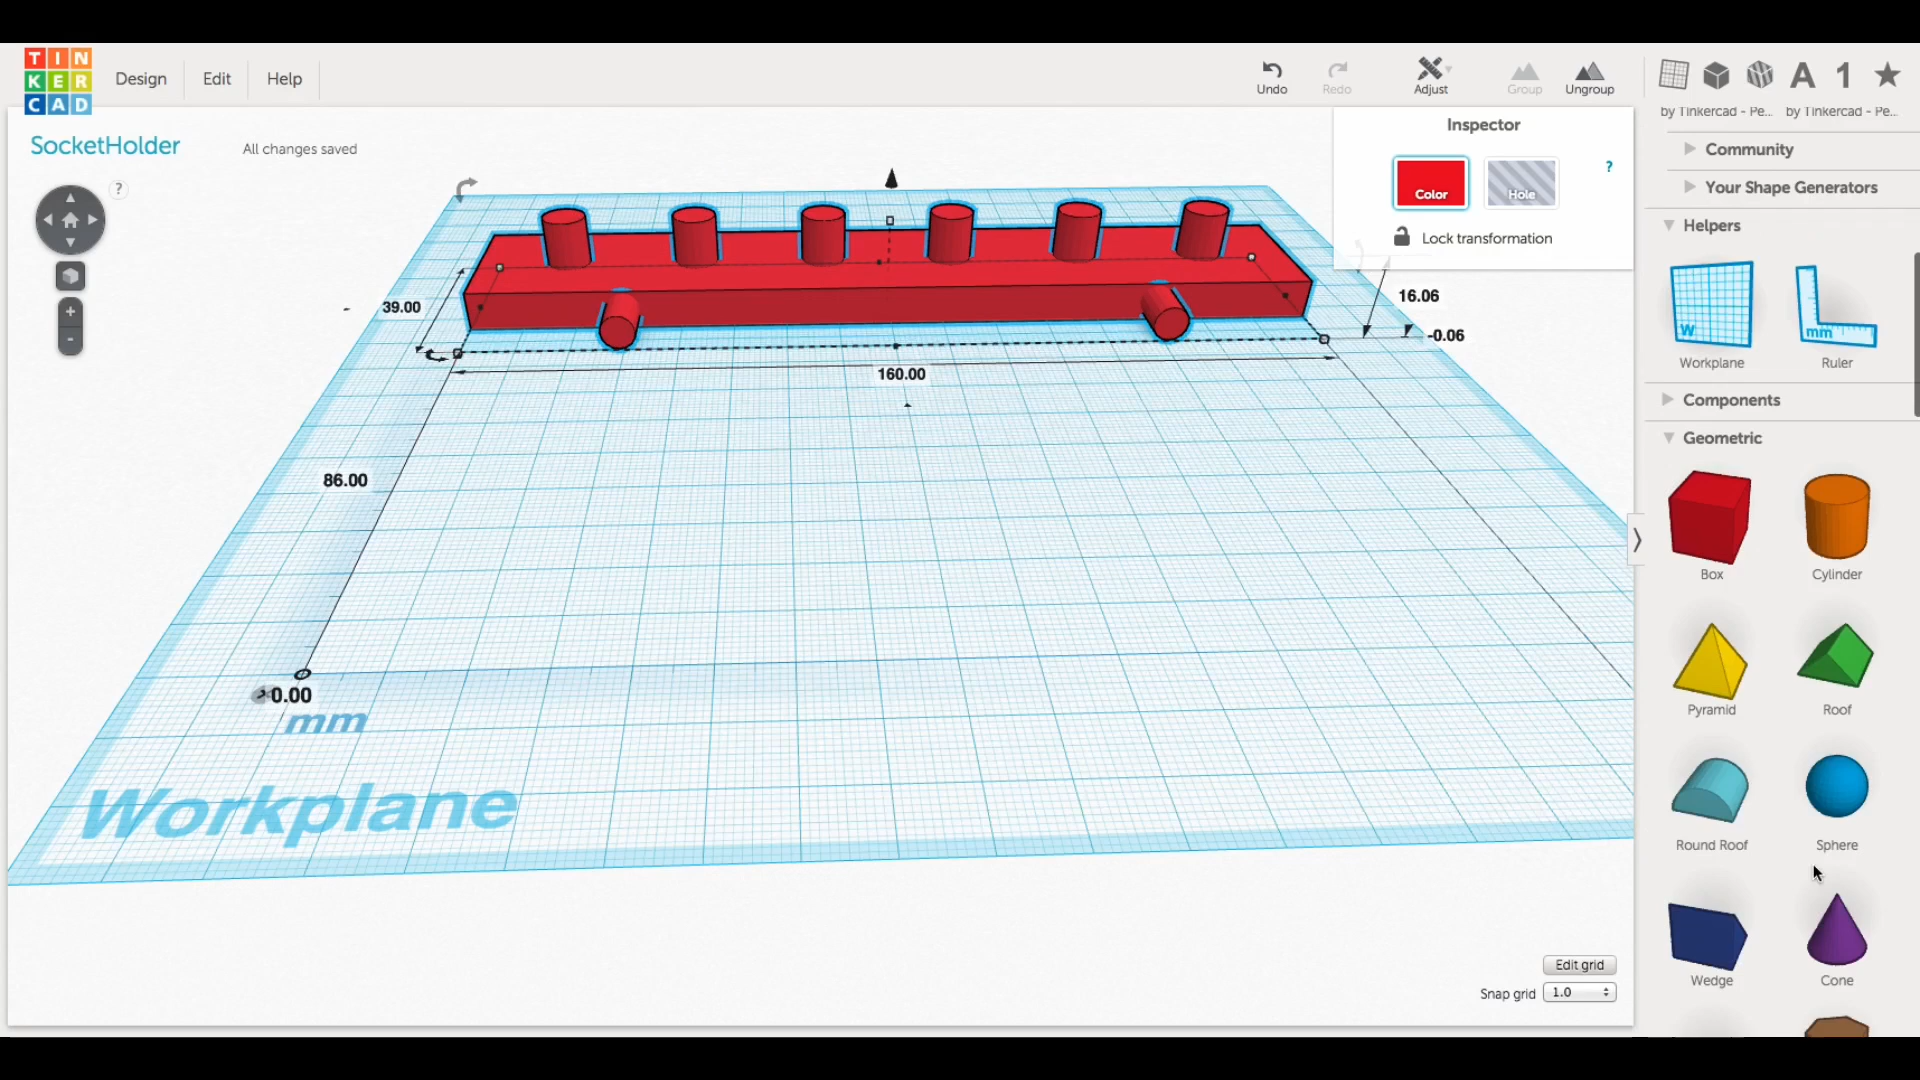 TIN
KER
CAD
Design
Edit
Help
Undo
Redo
Adjust
Group
Ungroup
A
1
by Tinkercad - Pe...
by Tinkercad - Pe...
SocketHolder
All changes saved
?
Inspector
Color
Hole
?
Lock transformation
Community
Your Shape Generators
Helpers
W
mm
Workplane
Ruler
Components
Geometric
Box
Cylinder
Pyramid
Roof
Round Roof
Sphere
Wedge
Cone
39.00
16.06
-0.06
160.00
86.00
0.00
mm
Workplane
Edit grid
Snap grid
1.0